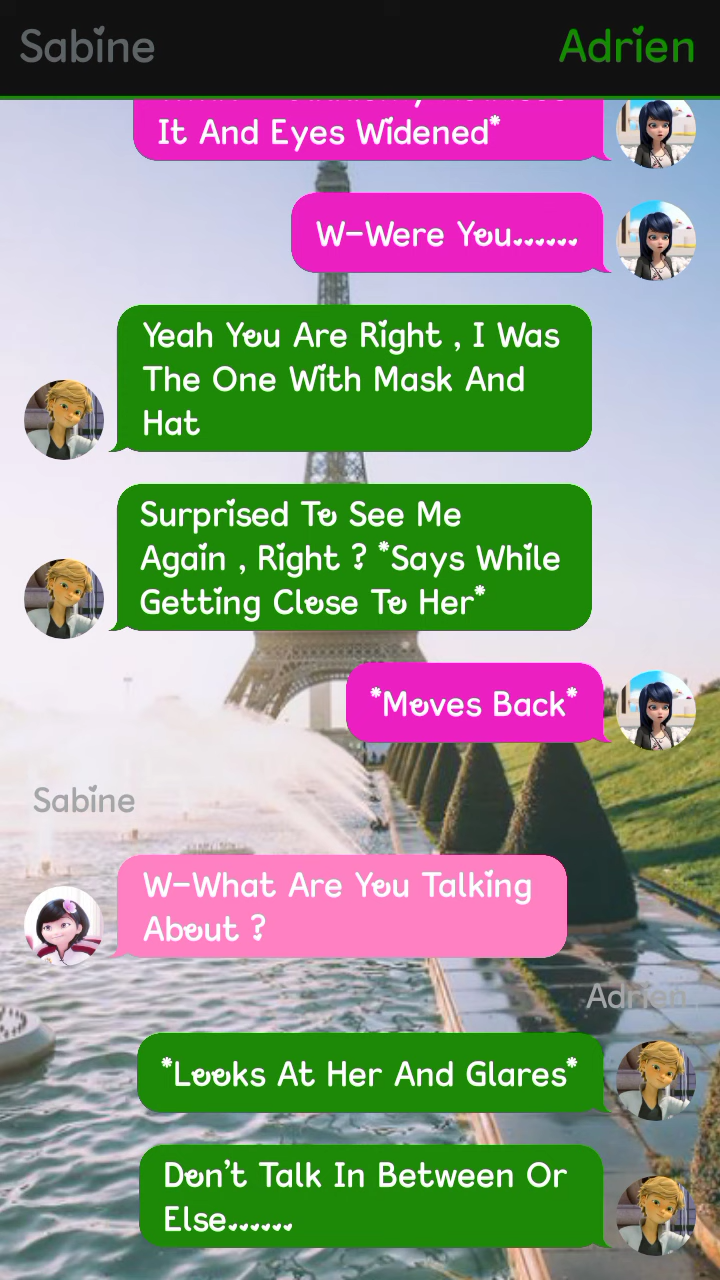 Sabine
Adrien
It And Eyes Widened*
W-Were You......
Yeah You Are Right , I Was
The One With Mask And
Hat
Surprised To See Me
Again , Right ? *Says While
Getting Close To Her*
*Moves Back*
Sabine
W-What Are You Talking
About ?
Adrien
*Looks At Her And Glares*
Don't Talk In Between Or
Else......